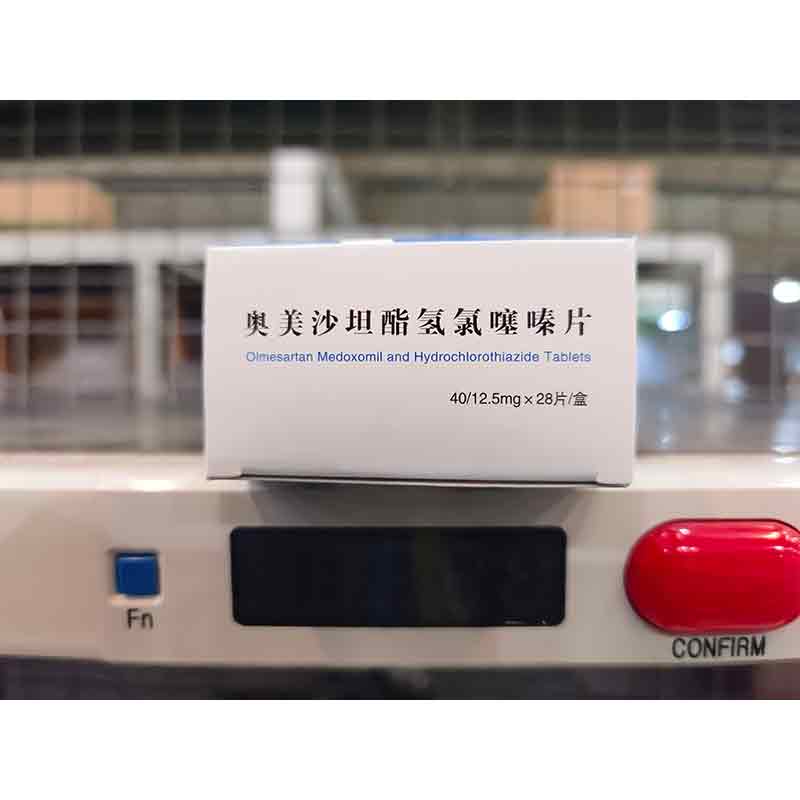 奥美沙坦酯氢氯噻嗪片
Olmesartan Medoxomil and Hydrochlorothiazide Tablets
40/12.5mg×28片/盒
Fn
CONFIRM